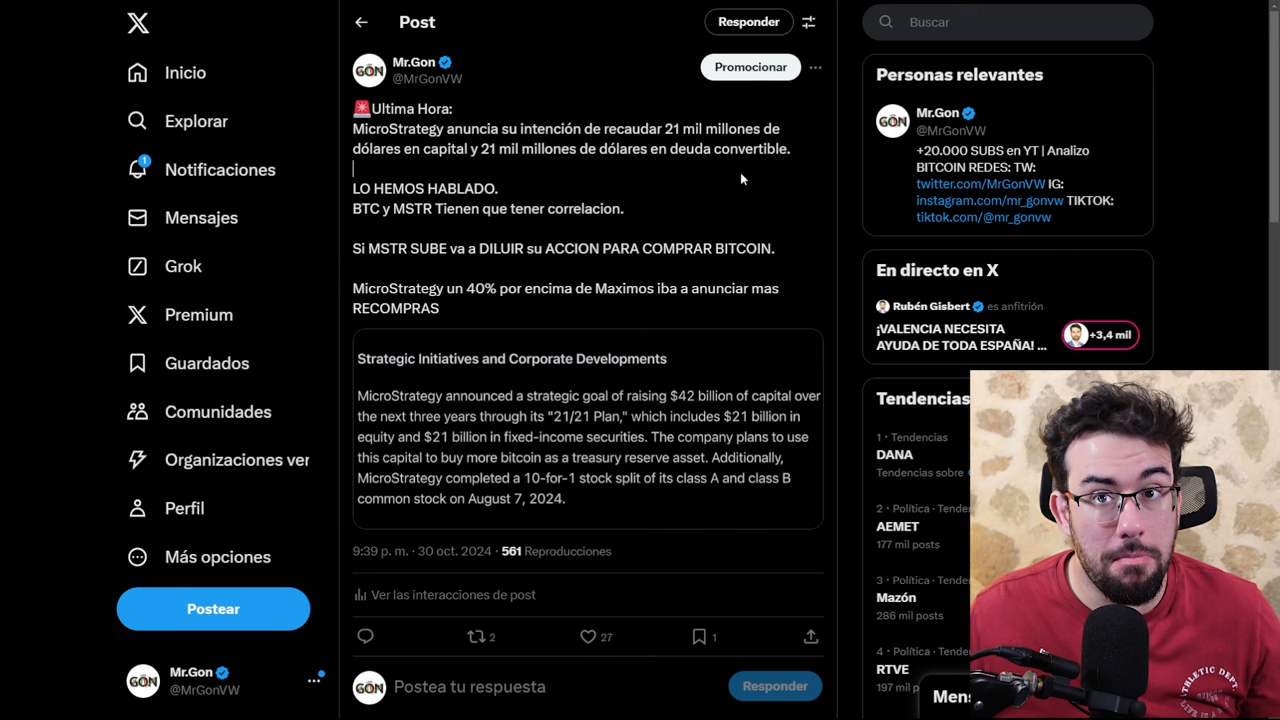 Inicio
Explorar
1
Notificaciones
Mensajes
Grok
Premium
Guardados
Comunidades
Organizaciones ver
Perfil
Más opciones
Postear
Mr.Gon
@MrGonVW
Post
Responder
GON
Mr.Gon
@MrGonVW
Promocionar
Ultima Hora:
MicroStrategy anuncia su intención de recaudar 21 mil millones de
dólares en capital y 21 mil millones de dólares en deuda convertible.
LO HEMOS HABLADO.
BTC y MSTR Tienen que tener correlacion.
Si MSTR SUBE va a DILUIR su ACCION PARA COMPRAR BITCOIN.
MicroStrategy un 40% por encima de Maximos iba a anunciar mas
RECOMPRAS
Strategic Initiatives and Corporate Developments
MicroStrategy announced a strategic goal of raising $42 billion of capital over
the next three years through its "21/21 Plan," which includes $21 billion in
equity and $21 billion in fixed-income securities. The company plans to use
this capital to buy more bitcoin as a treasury reserve asset. Additionally,
MicroStrategy completed a 10-for-1 stock split of its class A and class B
common stock on August 7, 2024.
9:39 p. m. · 30 oct. 2024 · 561 Reproducciones
Ver las interacciones de post
2
27
1
GON
Postea tu respuesta
Responder
Buscar
Personas relevantes
GON
Mr.Gon
@MrGonVW
+20.000 SUBS en YT | Analizo
BITCOIN REDES: TW:
twitter.com/MrGonVW IG:
instagram.com/mr_gonvw TIKTOK:
tiktok.com/@mr_gonvw
En directo en X
Rubén Gisbert es anfitrión
¡VALENCIA NECESITA
AYUDA DE TODA ESPAÑA! ...
+3,4 mil
Tendencias
1 · Tendencias
DANA
Tendencias sobre
2 · Política · Tende
AEMET
177 mil posts
3 · Política · Tende
Mazón
286 mil posts
4 · Política · Tende
RTVE
197 mil pos
Mens
ATHLETIC DEPT.